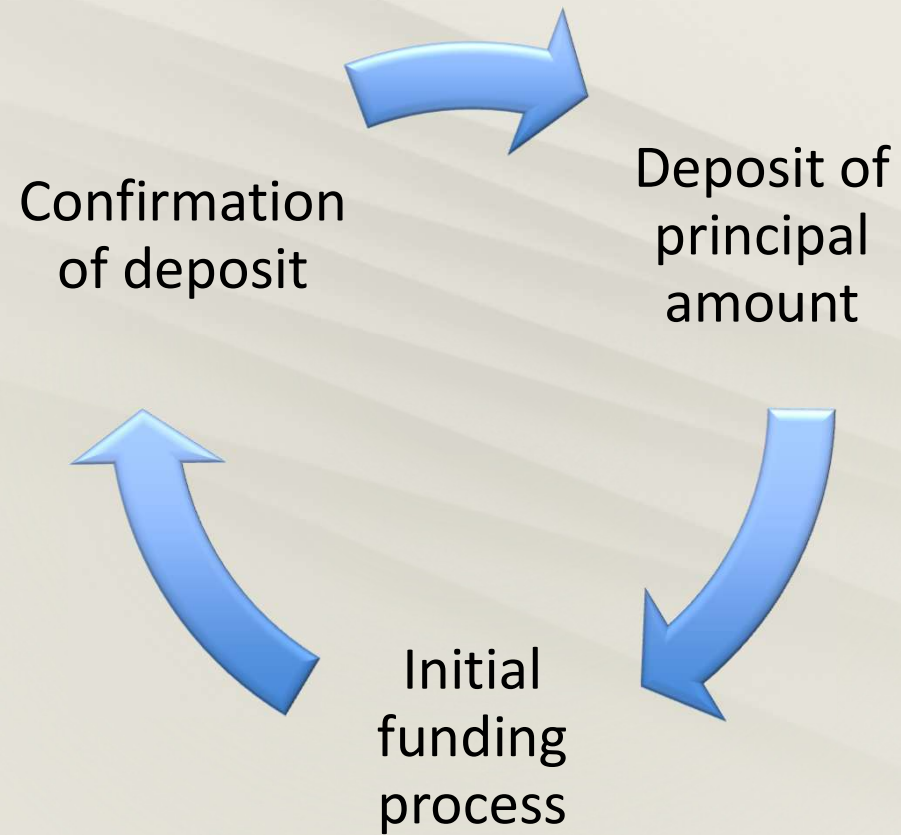 Confirmation
of deposit
Deposit of
principal
amount
Initial
funding
process